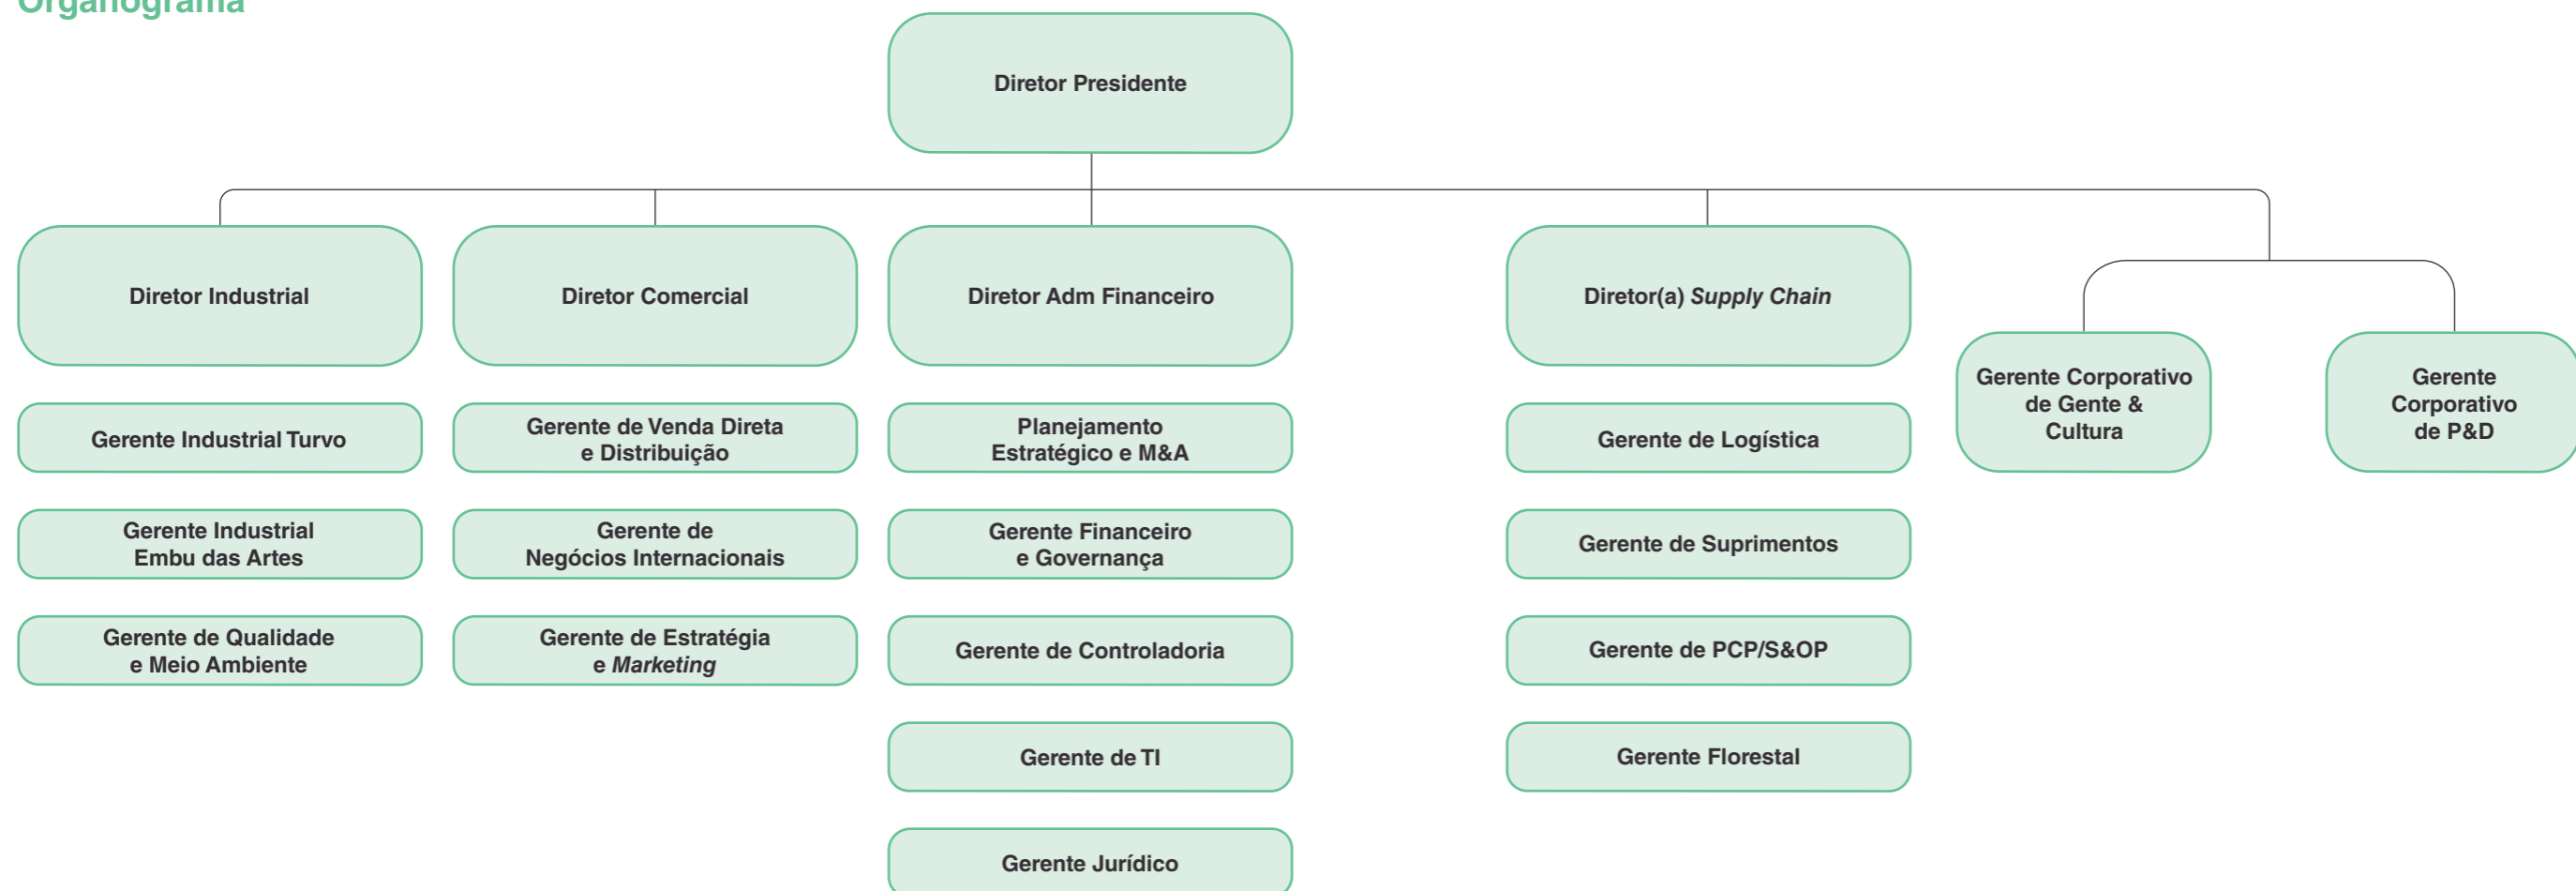 Organograma
Diretor Presidente
Diretor Industrial
Diretor Comercial
Diretor Adm Financeiro
Diretor(a) Supply Chain
Gerente Corporativo
de Gente &
Cultura
Gerente
Corporativo
de P&D
Gerente Industrial Turvo
Gerente Industrial
Embu das Artes
Gerente de Qualidade
e Meio Ambiente
Gerente de Venda Direta
e Distribuição
Gerente de
Negócios Internacionais
Gerente de Estratégia
e Marketing
Planejamento
Estratégico e M&A
Gerente Financeiro
e Governança
Gerente de Controladoria
Gerente de TI
Gerente Jurídico
Gerente de Logística
Gerente de Suprimentos
Gerente de PCP/S&OP
Gerente Florestal